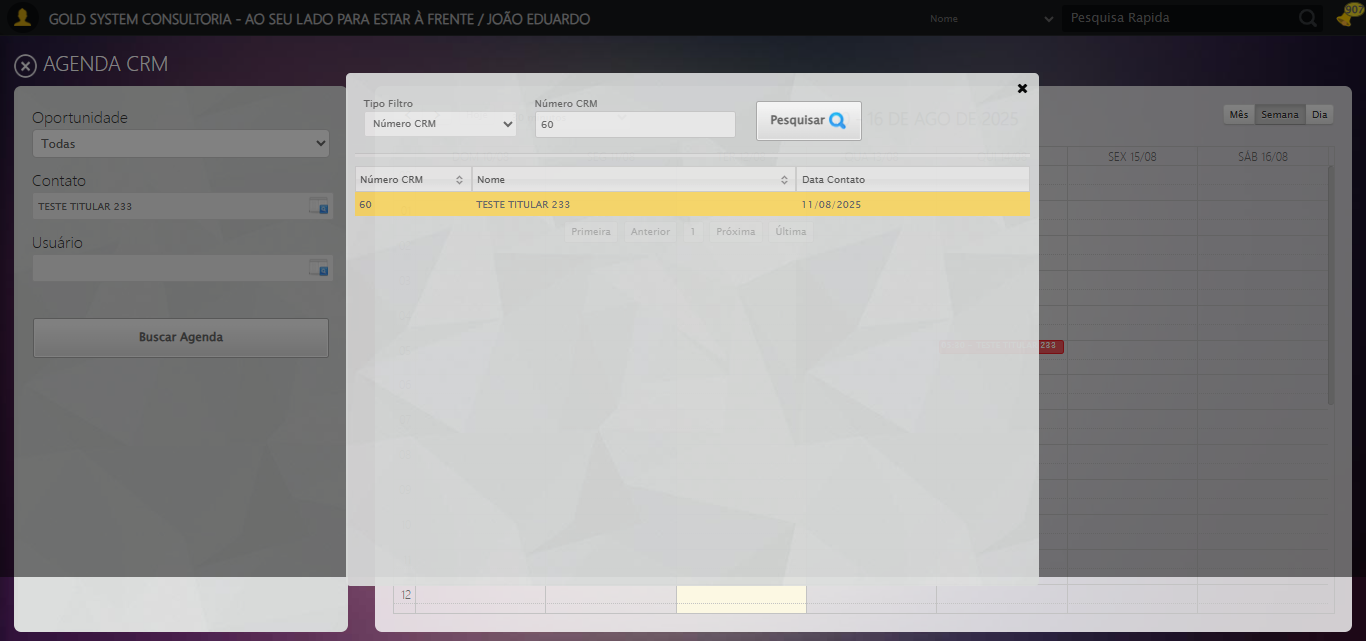 GOLD SYSTEM CONSULTORIA - AO SEU LADO PARA ESTAR À FRENTE / JOÃO EDUARDO
Nome
Pesquisa Rapida
907
AGENDA CRM
Oportunidade
Todas
Contato
TESTE TITULAR 233
Usuário
Buscar Agenda
Tipo Filtro
Número CRM
Número CRM
60
Pesquisar
- 16 DE AGO DE 2025
Mês Semana Dia
SEX 15/08 SÁB 16/08
Número CRM Nome Data Contato
60 TESTE TITULAR 233 11/08/2025
Primeira Anterior 1 Próxima Última
233
12